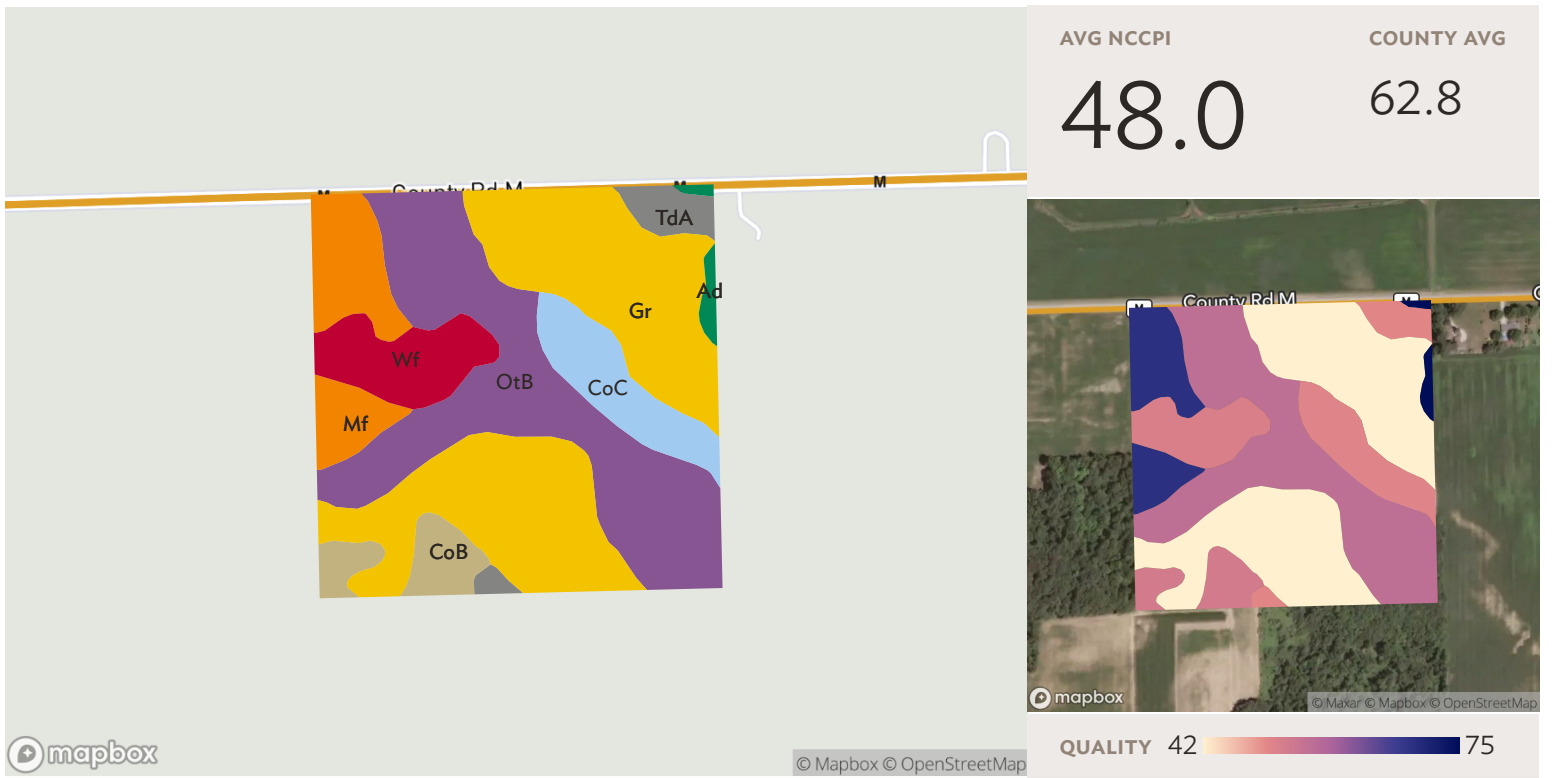 M
County Rd M
M
M
TdA
Ad
Gr
Wf
OtB
CoC
Mf
CoB
mapbox
© Mapbox © OpenStreetMap
AVG NCCPI
COUNTY AVG
48.0
62.8
M
County Rd M
M
mapbox
© Maxar © Mapbox © OpenStreetMap
QUALITY 42 75